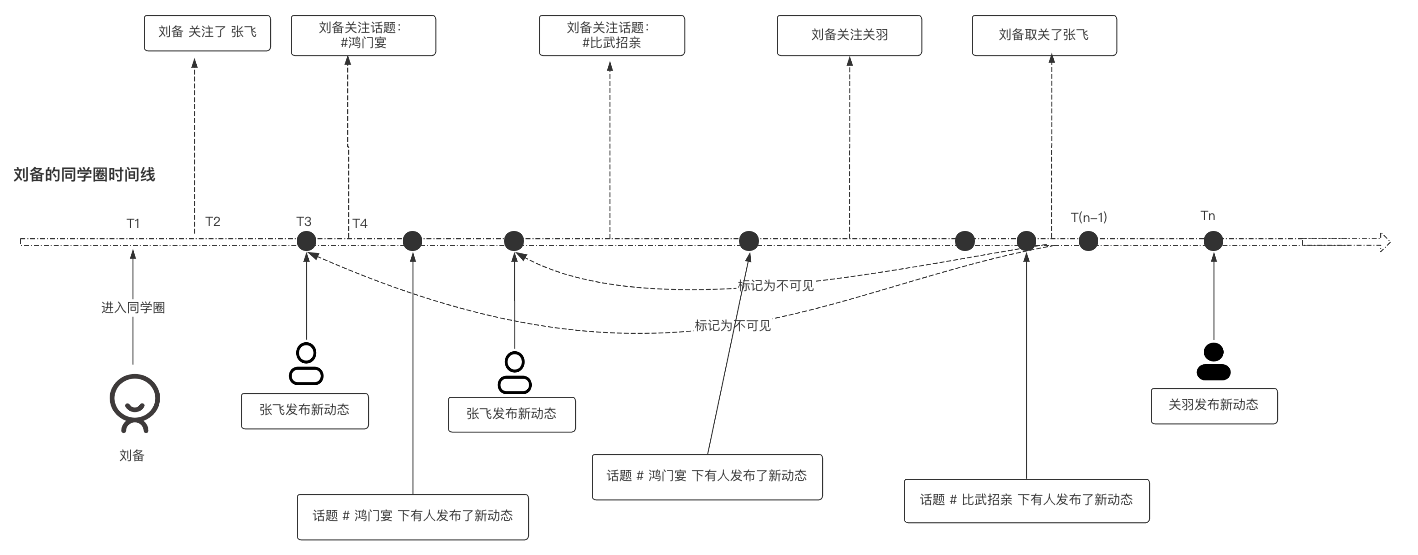 刘备 关注了 张飞
刘备关注话题：
#鸿门宴
刘备关注话题：
#比武招亲
刘备关注关羽
刘备取关了张飞
刘备的同学圈时间线
T1
T2
T3
T4
T(n-1)
Tn
进入同学圈
标记为不可见
标记为不可见
刘备
张飞发布新动态
张飞发布新动态
关羽发布新动态
话题 # 鸿门宴 下有人发布了新动态
话题 # 鸿门宴 下有人发布了新动态
话题 # 比武招亲 下有人发布了新动态